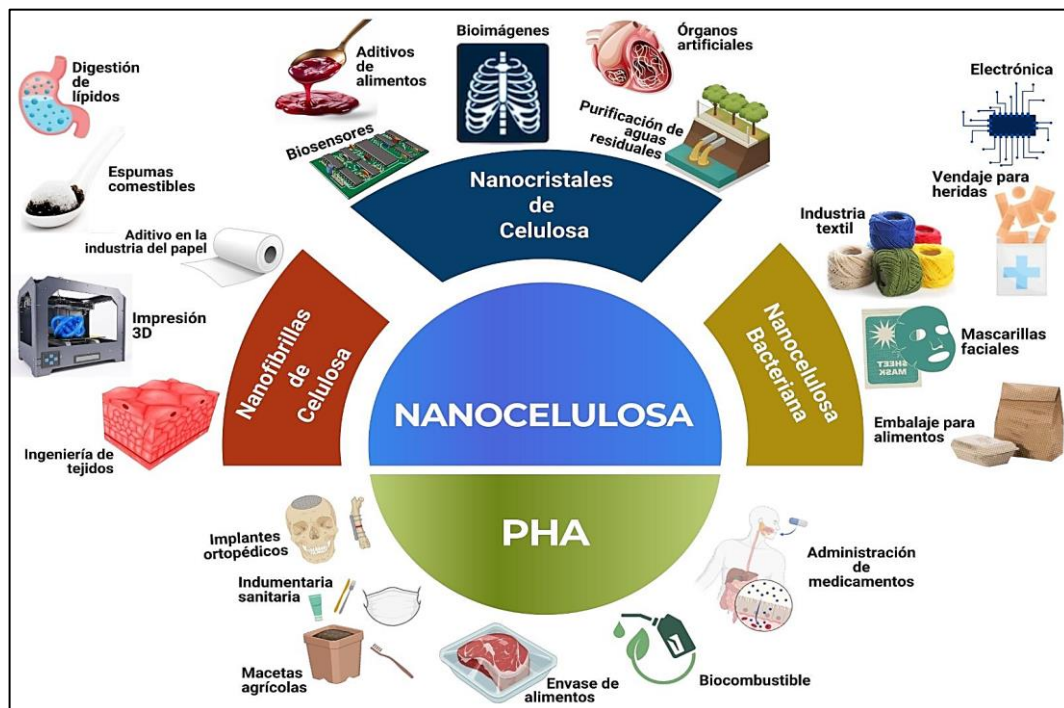 Digestión
de
lípidos
Espumas
comestibles
Aditivo en la
industria del papel
Impresión
3D
Ingeniería de
tejidos
Nanofibrillas
de
Celulosa
Aditivos
de
alimentos
Biosensores
Bioimágenes
Órganos
artificiales
Purificación de
aguas
residuales
Nanocristales
de
Celulosa
Electrónica
Vendaje para
heridas
Industria
textil
Mascarillas
faciales
SHEET
MASK
Embalaje para
alimentos
Nanocelulosa
Bacteriana
NANOCELULOSA
PHA
Implantes
ortopédicos
Indumentaria
sanitaria
Macetas
agrícolas
Envase de
alimentos
Biocombustible
Administración
de
medicamentos